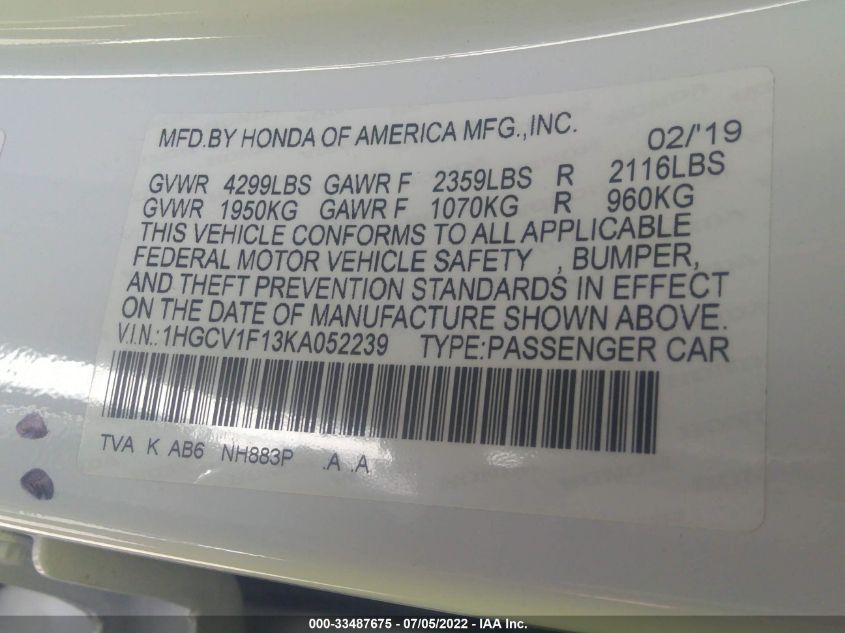 MFD.BY HONDA OF AMERICA MFG.,INC. 02/'19
GVWR 4299LBS GAWR F 2359LBS R 2116LBS
GVWR 1950KG GAWR F 1070KG R 960KG
THIS VEHICLE CONFORMS TO ALL APPLICABLE
FEDERAL MOTOR VEHICLE SAFETY , BUMPER,
AND THEFT PREVENTION STANDARDS IN EFFECT
ON THE DATE OF MANUFACTURE SHOWN ABOVE.
V.I.N.:1HGCV1F13KA052239 TYPE:PASSENGER CAR
TVA K AB6 NH883P .A .A
000-33487675 - 07/05/2022 - IAA Inc.